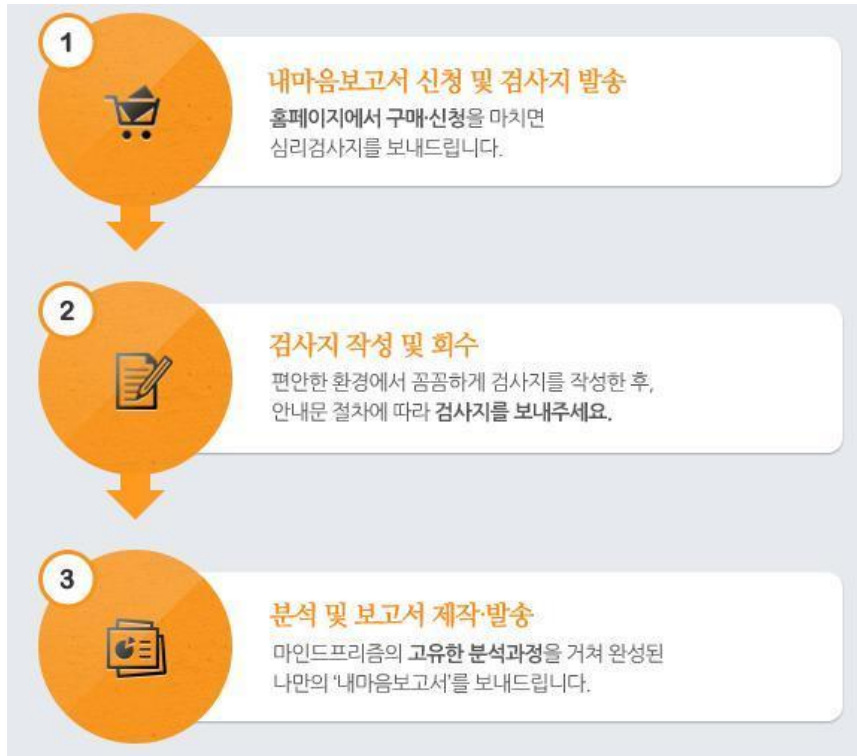 1
내마음보고서 신청 및 검사지 발송
홈페이지에서 구매·신청을 마치면
심리검사지를 보내드립니다.
2
검사지 작성 및 회수
편안한 환경에서 꼼꼼하게 검사지를 작성한 후,
안내문 절차에 따라 검사지를 보내주세요.
3
분석 및 보고서 제작·발송
마인드프리즘의 고유한 분석과정을 거쳐 완성된
나만의 '내마음보고서'를 보내드립니다.